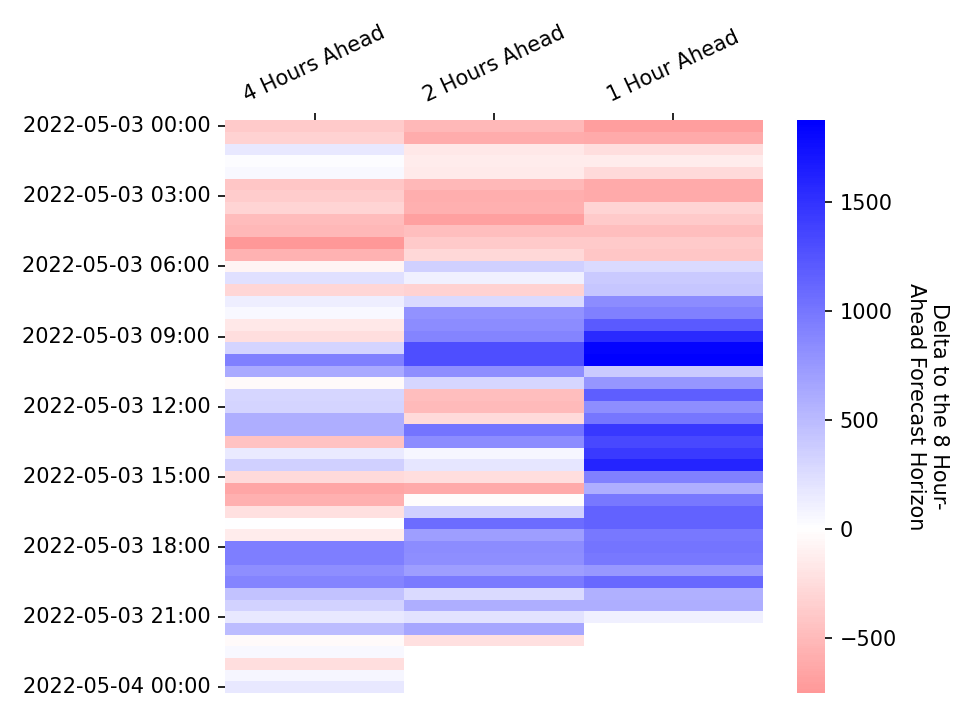 4 Hours Ahead
2 Hours Ahead
1 Hour Ahead
2022-05-03 00:00
2022-05-03 03:00
2022-05-03 06:00
2022-05-03 09:00
2022-05-03 12:00
2022-05-03 15:00
2022-05-03 18:00
2022-05-03 21:00
2022-05-04 00:00
1500
1000
500
0
−500
Delta to the 8 Hour-
Ahead Forecast Horizon